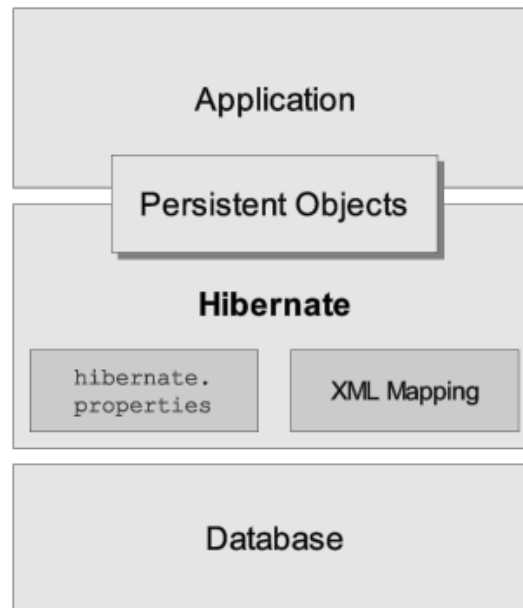 Application
Persistent Objects
Hibernate
hibernate.
properties
XML Mapping
Database